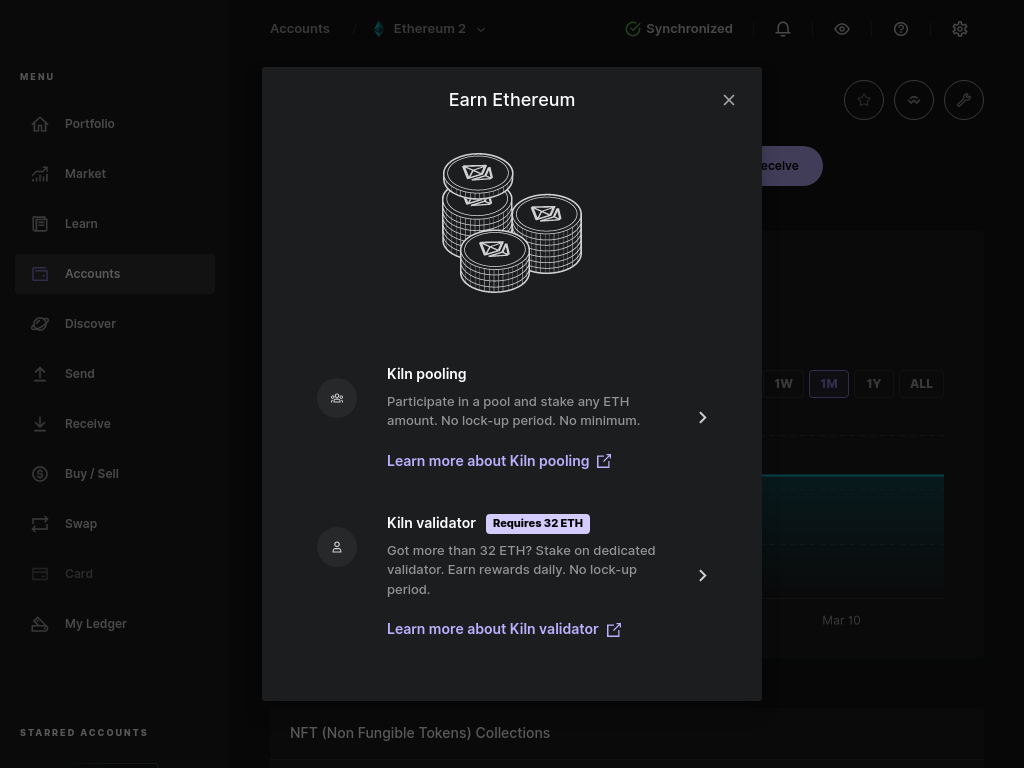 Accounts / Ethereum 2
Synchronized
MENU
Portfolio
Market
Learn
Accounts
Discover
Send
Receive
Buy / Sell
Swap
Card
My Ledger
STARRED ACCOUNTS
Earn Ethereum
Kiln pooling
Participate in a pool and stake any ETH
amount. No lock-up period. No minimum.
Learn more about Kiln pooling
Kiln validator Requires 32 ETH
Got more than 32 ETH? Stake on dedicated
validator. Earn rewards daily. No lock-up
period.
Learn more about Kiln validator
eceive
1W 1M 1Y ALL
Mar 10
NFT (Non Fungible Tokens) Collections